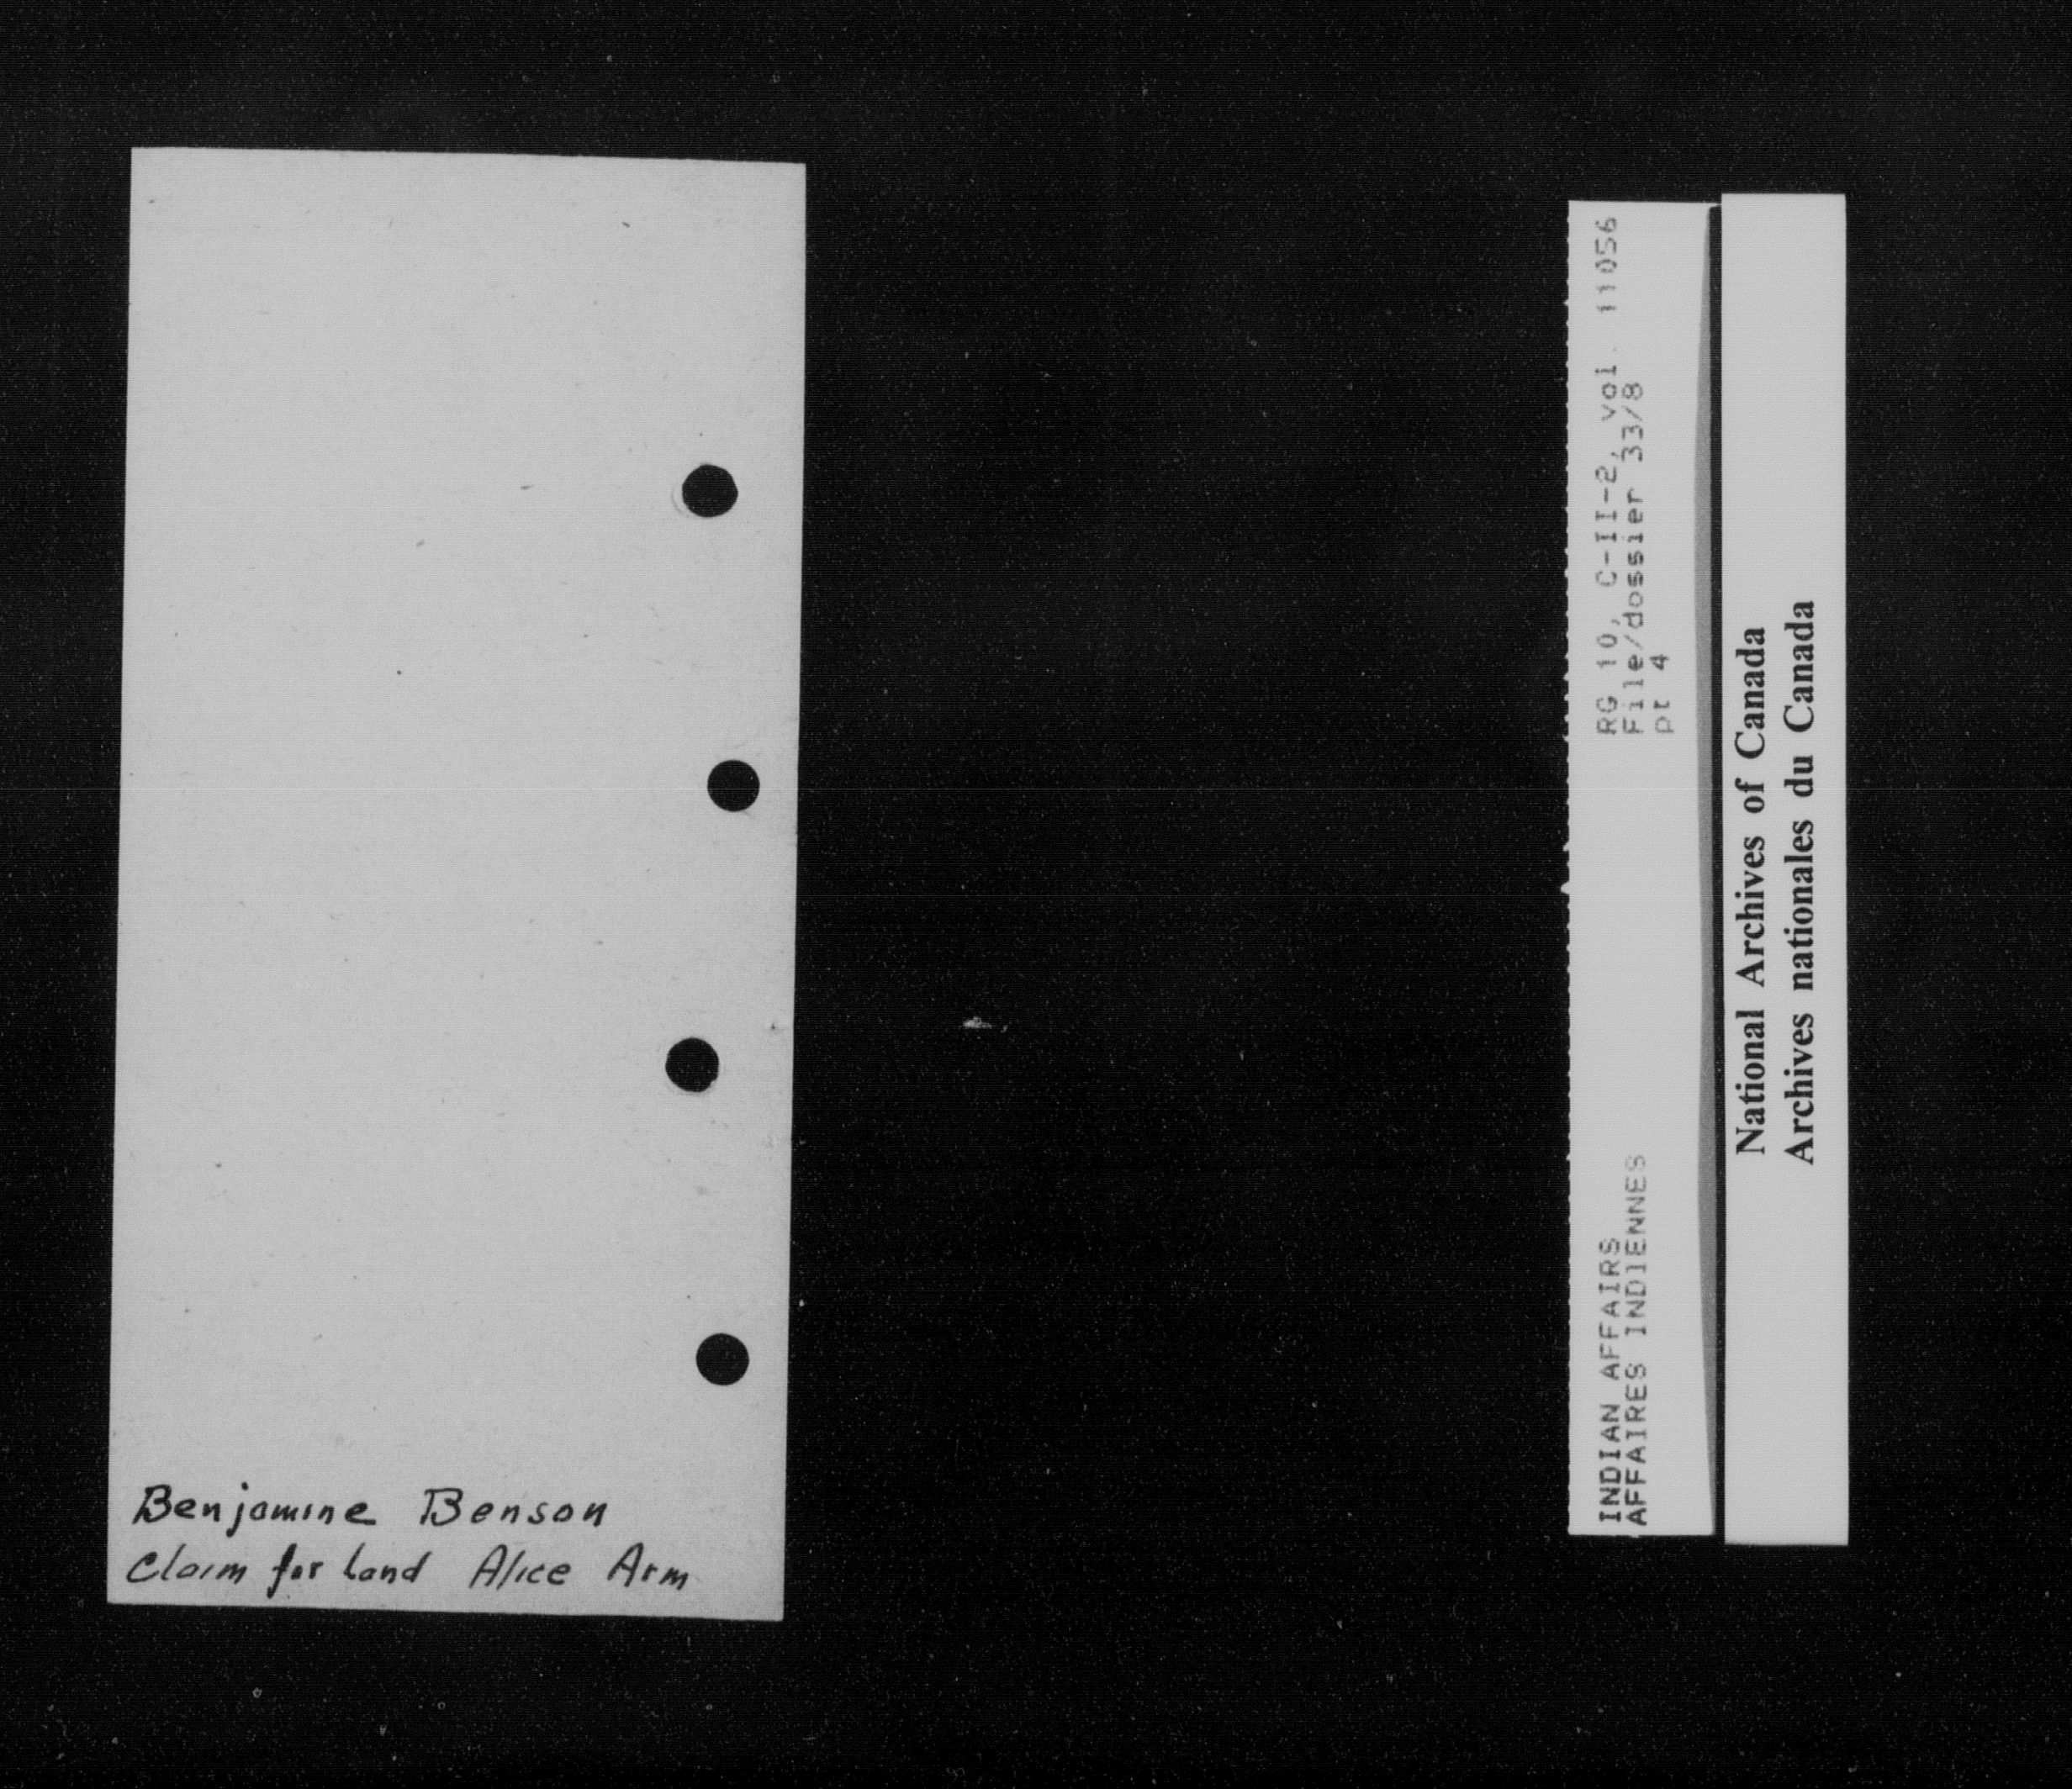 Benjamine Benson
Claim for land Alice Arm
INDIAN AFFAIRS
AFFAIRES INDIENNES
RG 10, C-II-2, vol. 11056
File/dossier 33/8
pt 4
National Archives of Canada
Archives nationales du Canada